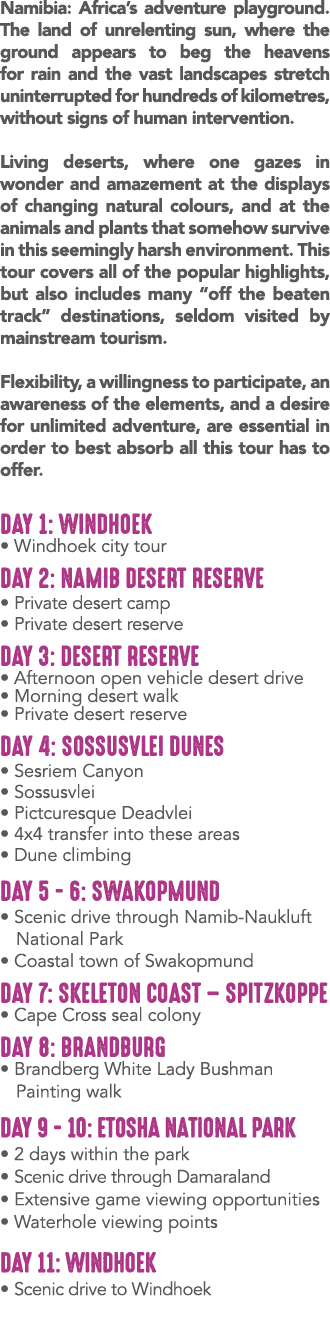 Namibia: Africa's adventure playground.
The land of unrelenting sun, where the
ground appears to beg the heavens
for rain and the vast landscapes stretch
uninterrupted for hundreds of kilometres,
without signs of human intervention.
Living deserts, where one gazes in
wonder and amazement at the displays
of changing natural colours, and at the
animals and plants that somehow survive
in this seemingly harsh environment. This
tour covers all of the popular highlights,
but also includes many “off the beaten
track” destinations, seldom visited by
mainstream tourism.
Flexibility, a willingness to participate, an
awareness of the elements, and a desire
for unlimited adventure, are essential in
order to best absorb all this tour has to
offer.
DAY 1: WINDHOEK
• Windhoek city tour
DAY 2: NAMIB DESERT RESERVE
• Private desert camp
• Private desert reserve
DAY 3: DESERT RESERVE
• Afternoon open vehicle desert drive
• Morning desert walk
• Private desert reserve
DAY 4: SOSSUSVLEI DUNES
• Sesriem Canyon
• Sossusvlei
• Pictcuresque Deadvlei
• 4x4 transfer into these areas
• Dune climbing
DAY 5 - 6: SWAKOPMUND
• Scenic drive through Namib-Naukluft
National Park
• Coastal town of Swakopmund
DAY 7: SKELETON COAST – SPITZKOPPE
• Cape Cross seal colony
DAY 8: BRANDBURG
• Brandberg White Lady Bushman
Painting walk
DAY 9 - 10: ETOSHA NATIONAL PARK
• 2 days within the park
• Scenic drive through Damaraland
• Extensive game viewing opportunities
• Waterhole viewing points
DAY 11: WINDHOEK
• Scenic drive to Windhoek